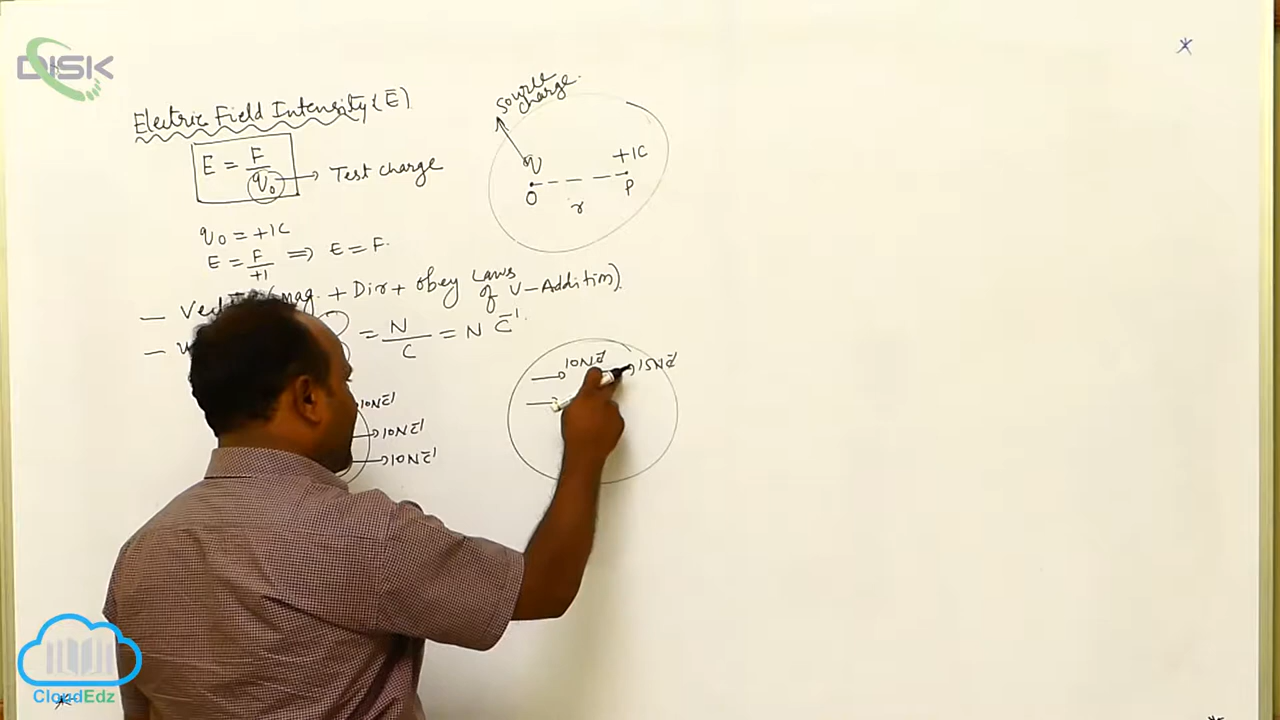 DISK
Electric Field Intensity (E̅)
E = F / q₀ → Test charge
q₀ = +1C
E = F / +1 ⟹ E = F.
mag. + Dir + obey Laws of V-Addition).
= N / C = N C⁻¹.
source charge.
q
+1C
O
P
r
10NC⁻¹
10NC⁻¹
10NC⁻¹
10NC⁻¹
15NC⁻¹
CloudEdz